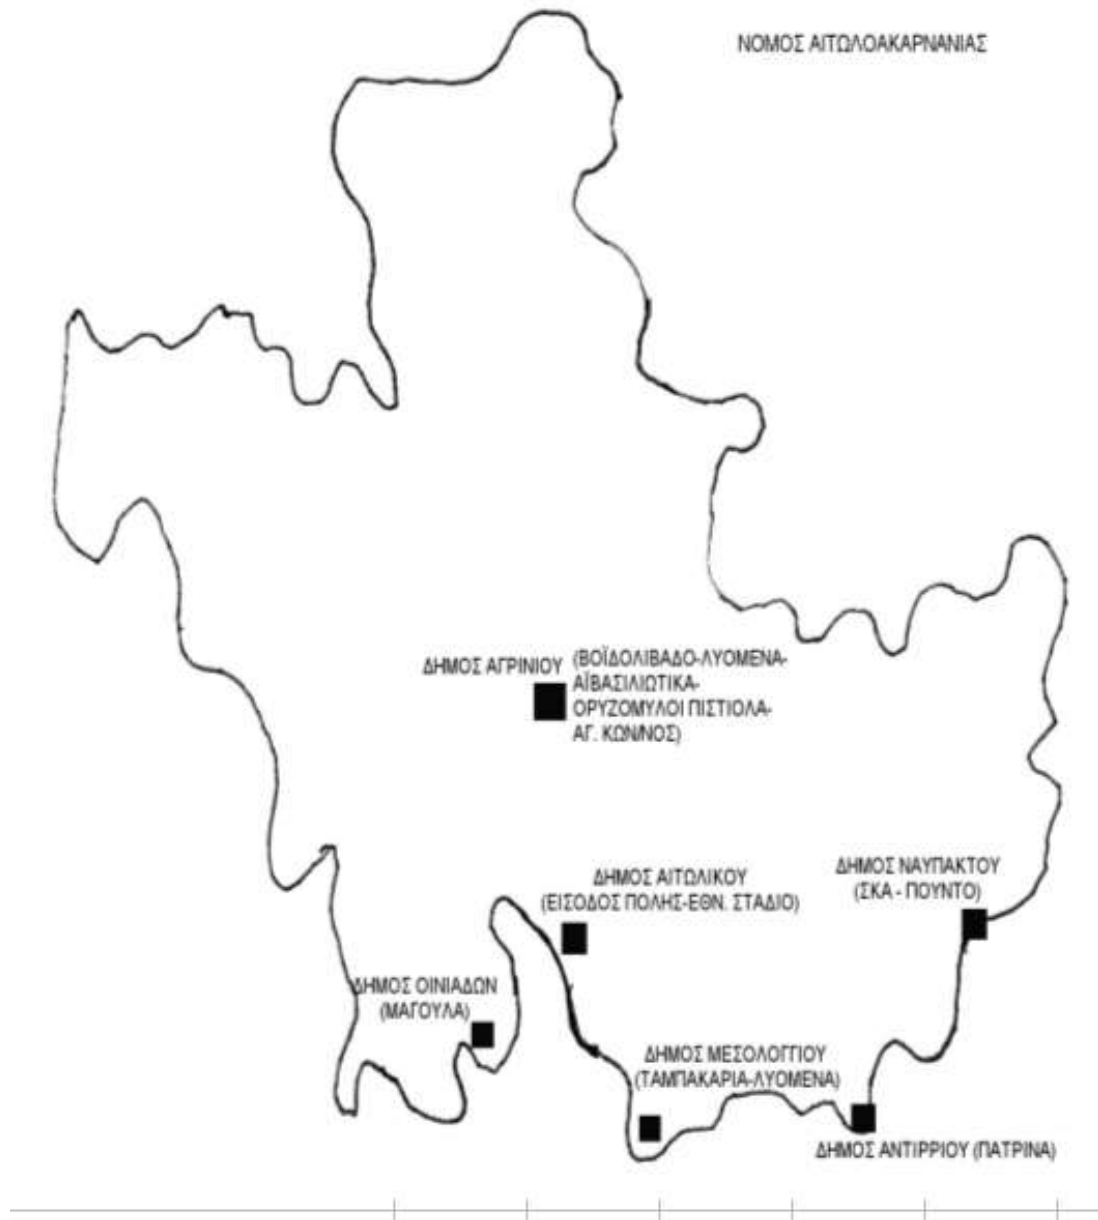 ΝΟΜΟΣ ΑΙΤΩΛΟΑΚΑΡΝΑΝΙΑΣ
ΔΗΜΟΣ ΑΓΡΙΝΙΟΥ
(ΒΟΪΔΟΛΙΒΑΔΟ-ΛΥΟΜΕΝΑ-
ΑΪΒΑΣΙΛΙΩΤΙΚΑ-
ΟΡΥΖΟΜΥΛΟΙ ΠΙΣΤΙΟΛΑ-
ΑΓ. ΚΩΝ/ΝΟΣ)
ΔΗΜΟΣ ΝΑΥΠΑΚΤΟΥ
(ΣΚΑ - ΠΟΥΝΤΟ)
ΔΗΜΟΣ ΑΙΤΩΛΙΚΟΥ
(ΕΙΣΟΔΟΣ ΠΟΛΗΣ-ΕΘΝ. ΣΤΑΔΙΟ)
ΔΗΜΟΣ ΟΙΝΙΑΔΩΝ
(ΜΑΓΟΥΛΑ)
ΔΗΜΟΣ ΜΕΣΟΛΟΓΓΙΟΥ
(ΤΑΜΠΑΚΑΡΙΑ-ΛΥΟΜΕΝΑ)
ΔΗΜΟΣ ΑΝΤΙΡΡΙΟΥ (ΠΑΤΡΙΝΑ)